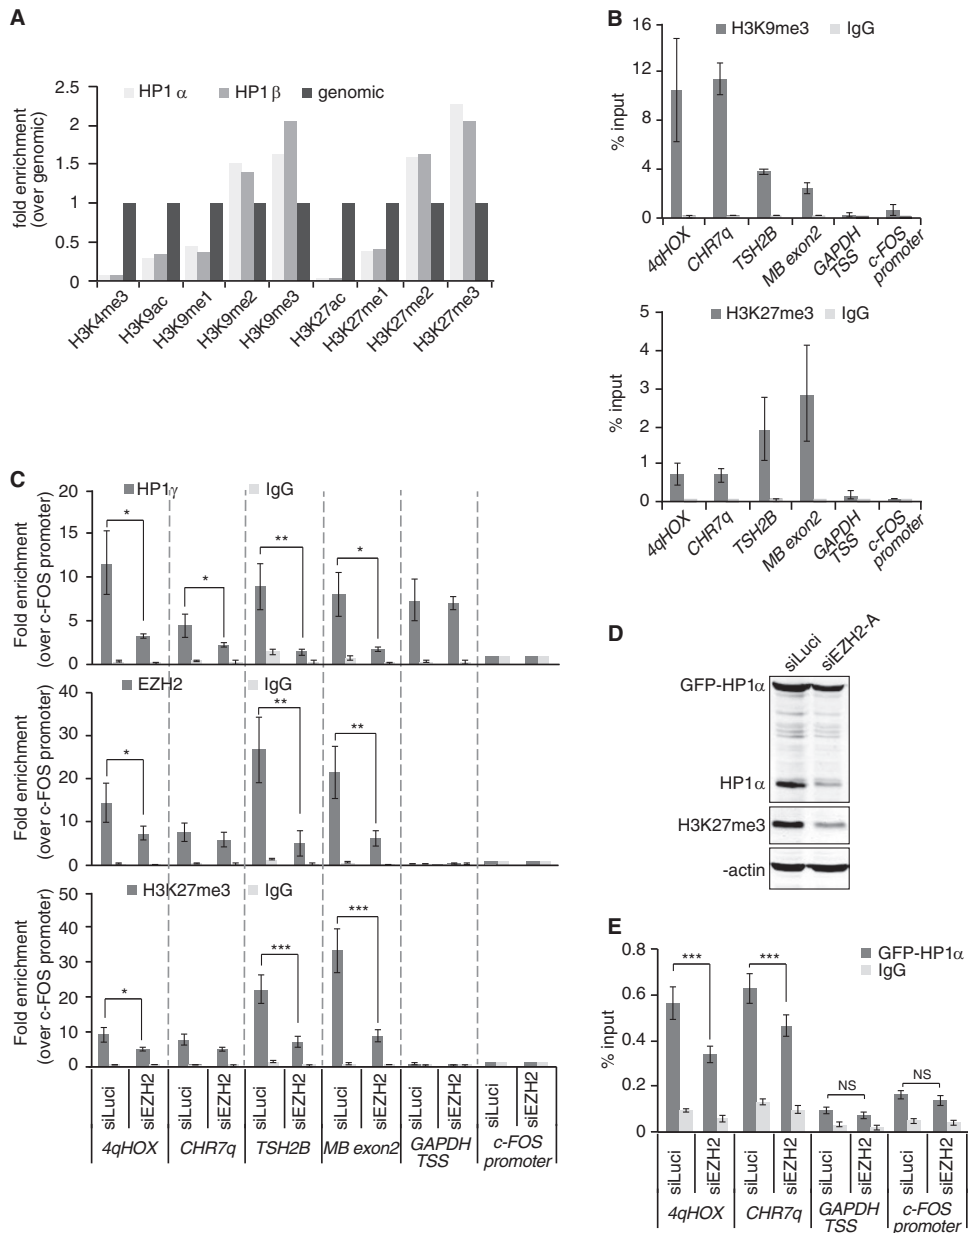 A
2.5
2
1.5
1
0.5
0
fold enrichment
(over genomic)
HP1 α HP1 β genomic
H3K4me3 H3K9ac H3K9me1 H3K9me2 H3K9me3 H3K27ac H3K27me1 H3K27me2 H3K27me3
B
16
12
8
4
0
% input
H3K9me3 IgG
4qHOX CHR7q TSH2B MB exon2 GAPDH TSS c-FOS promoter
5
4
3
2
1
0
% input
H3K27me3 IgG
4qHOX CHR7q TSH2B MB exon2 GAPDH TSS c-FOS promoter
C
20
15
10
5
0
Fold enrichment
(over c-FOS promoter)
HP1γ IgG
* * ** *
40
30
20
10
0
Fold enrichment
(over c-FOS promoter)
EZH2 IgG
* ** **
50
40
30
20
10
0
Fold enrichment
(over c-FOS promoter)
H3K27me3 IgG
* *** ***
siLuci siEZH2 siLuci siEZH2 siLuci siEZH2 siLuci siEZH2 siLuci siEZH2 siLuci siEZH2
4qHOX CHR7q TSH2B MB exon2 GAPDH c-FOS
TSS promoter
D
siLuci siEZH2-A
GFP-HP1α
HP1α
H3K27me3
-actin
E
0.8
0.6
0.4
0.2
0
% input
GFP-HP1α
IgG
*** *** NS NS
siLuci siEZH2 siLuci siEZH2 siLuci siEZH2 siLuci siEZH2
4qHOX CHR7q GAPDH c-FOS
TSS promoter